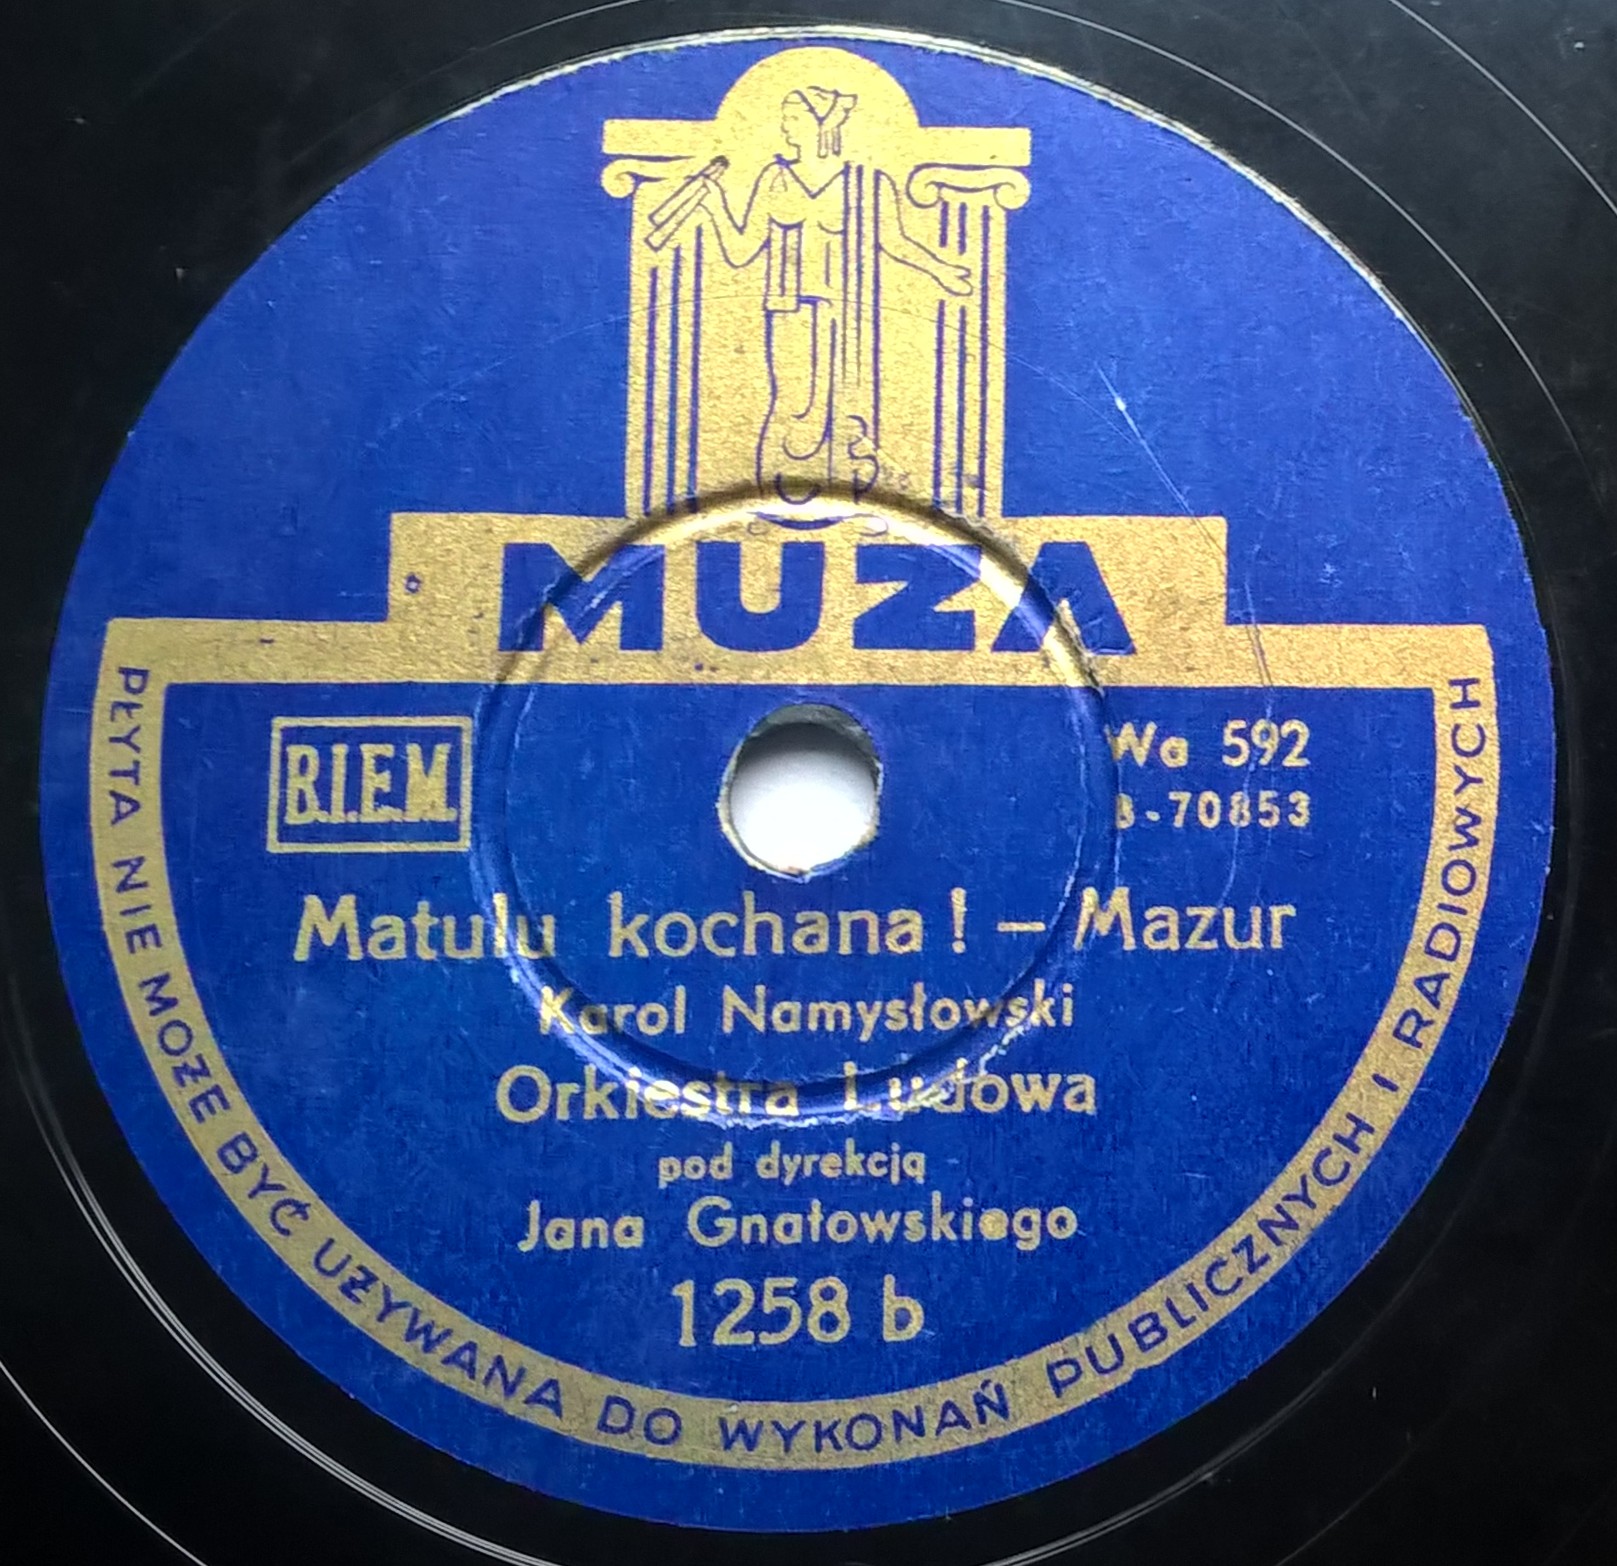 MUZA
B.I.E.M.
Wa 592
B-70853
Matulu kochana! – Mazur
Karol Namysłowski
Orkiestra Ludowa
pod dyrekcją
Jana Gnatowskiego
1258 b
PŁYTA NIE MOŻE BYĆ UŻYWANA DO WYKONAŃ PUBLICZNYCH I RADIOWYCH